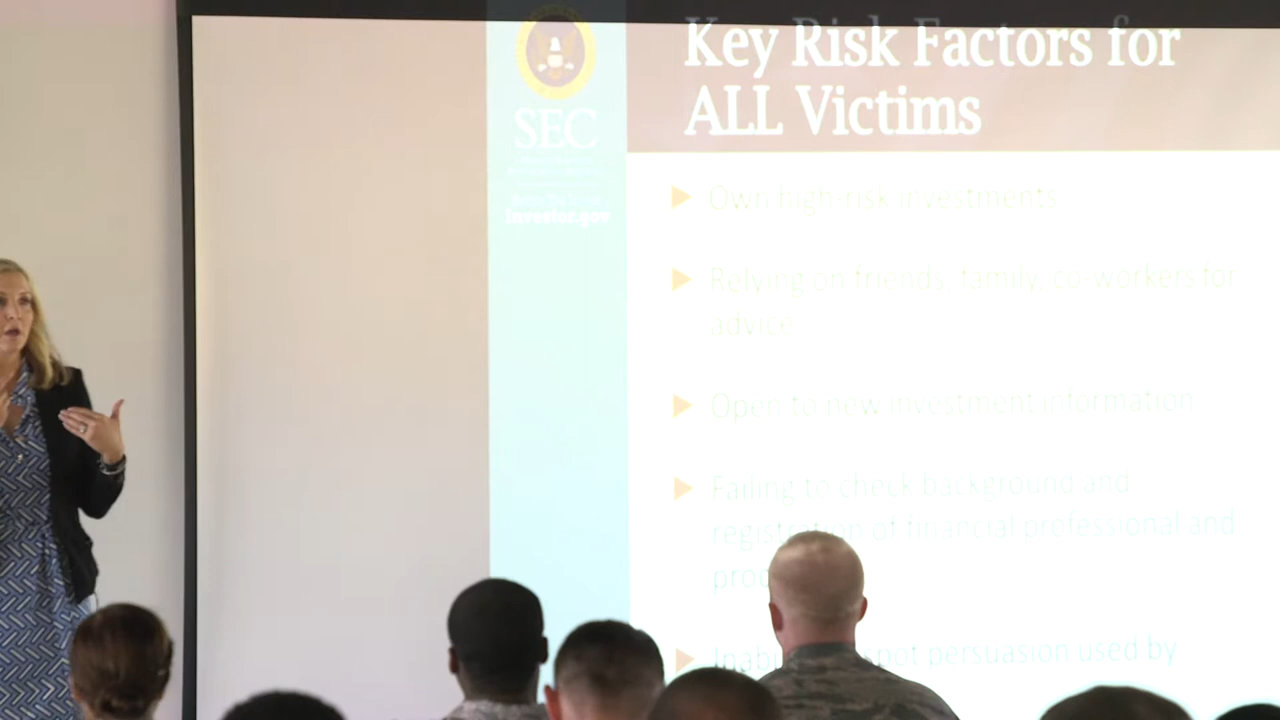 SEC
Investor.gov
Key Risk Factors for
ALL Victims
Own high-risk investments
Relying on friends, family, co-workers for
advice
Open to new investment information
Failing to check background and
registration of financial professional and
spot persuasion used by